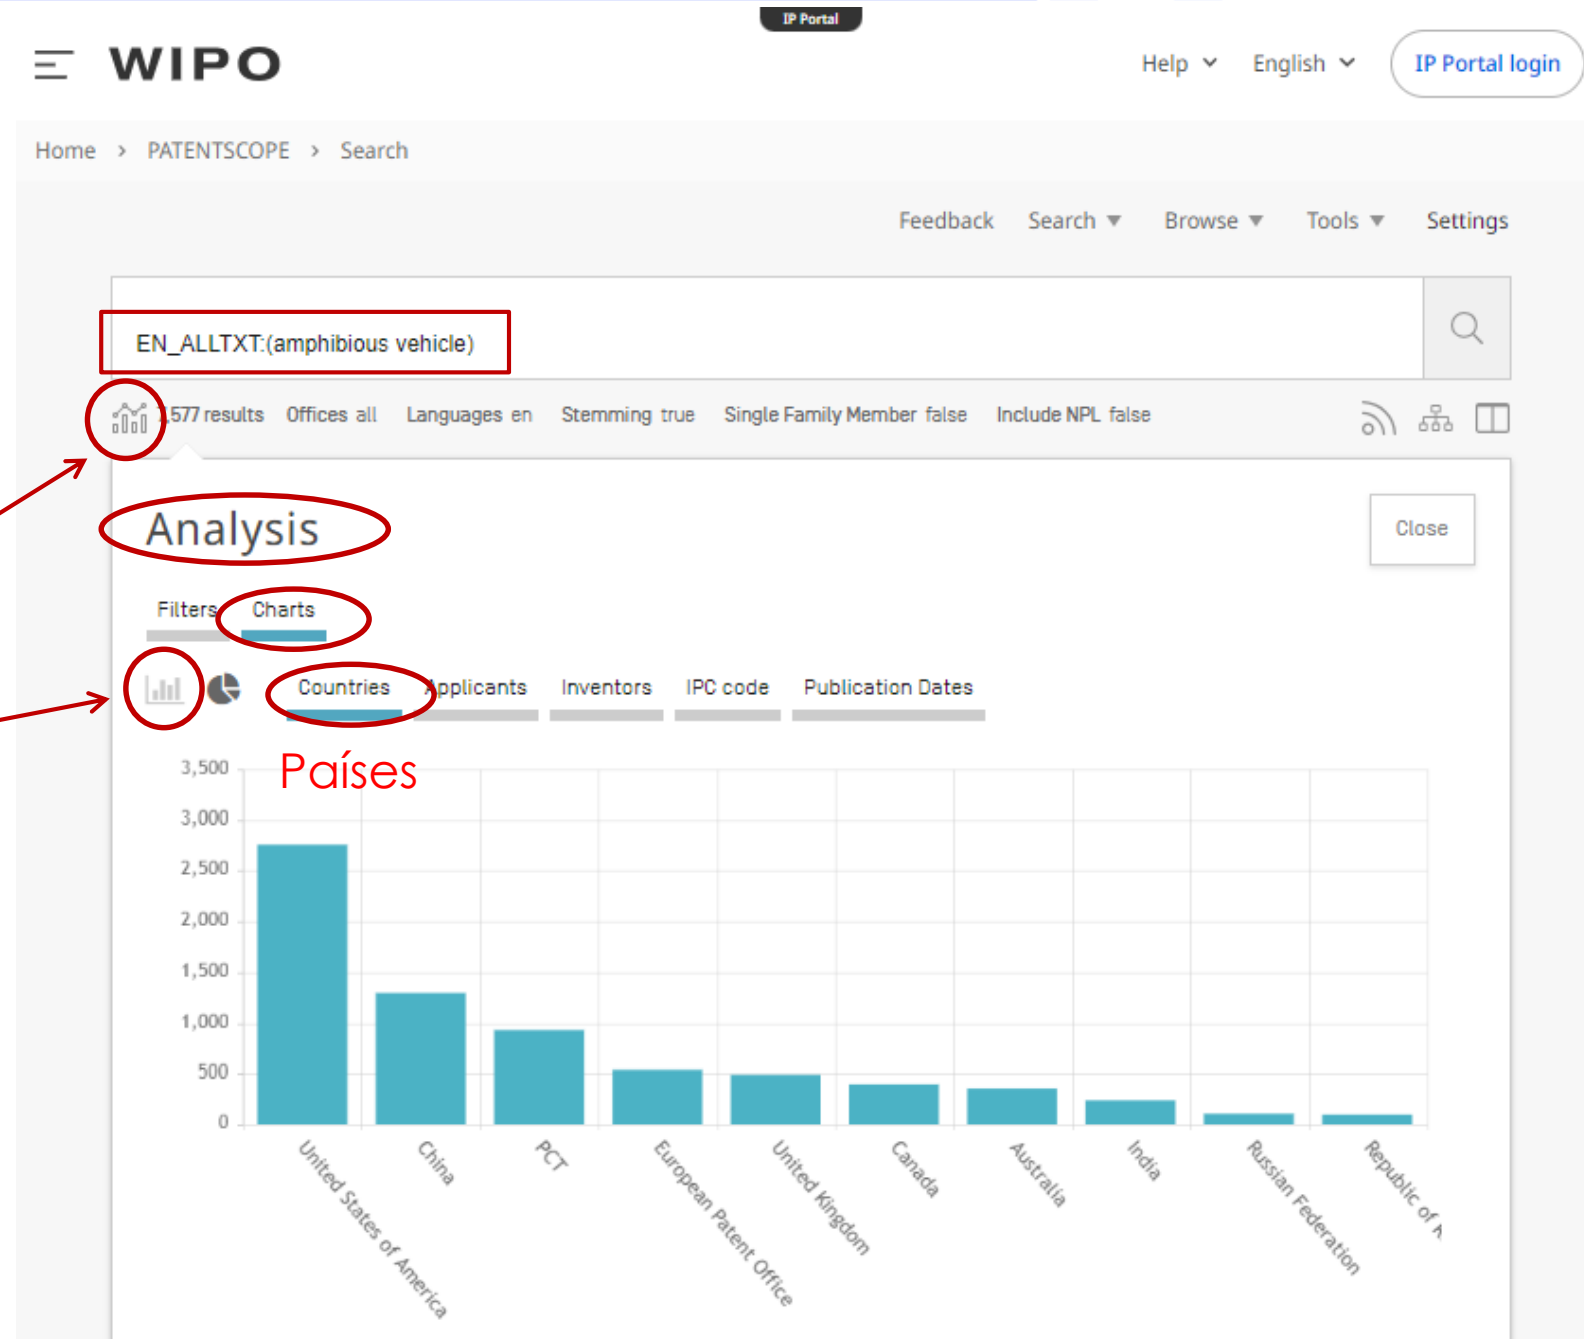 IP Portal
WIPO
Help English IP Portal login
Home > PATENTSCOPE > Search
Feedback Search Browse Tools Settings
EN_ALLTXT:(amphibious vehicle)
,577 results Offices all Languages en Stemming true Single Family Member false Include NPL false
Analysis
Close
Filters Charts
Countries Applicants Inventors IPC code Publication Dates
Países
3,500
3,000
2,500
2,000
1,500
1,000
500
0
United States of America
China
PCT
European Patent Office
United Kingdom
Canada
Australia
India
Russian Federation
Republic of